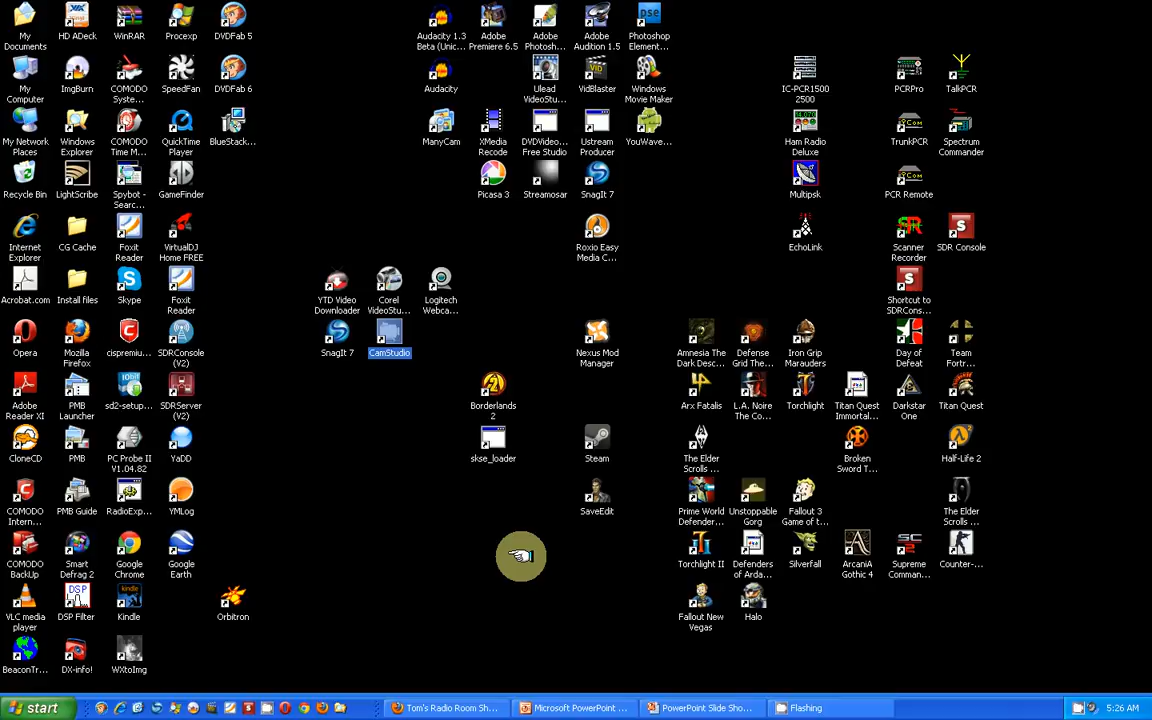 My Documents
HD ADeck
WinRAR
Procexp
DVDFab 5
Audacity 1.3 Beta (Unic...
Adobe Premiere 6.5
Adobe Photosh...
Adobe Audition 1.5
Photoshop Element...
My Computer
ImgBurn
COMODO Syste...
SpeedFan
DVDFab 6
Audacity
Ulead VideoStu...
VidBlaster
Windows Movie Maker
IC-PCR1500 2500
PCRPro
TalkPCR
My Network Places
Windows Explorer
COMODO Time M...
QuickTime Player
BlueStack...
ManyCam
XMedia Recode
DVDVideo... Free Studio
Ustream Producer
YouWave...
Ham Radio Deluxe
TrunkPCR
Spectrum Commander
Recycle Bin
LightScribe
Spybot - Searc...
GameFinder
Picasa 3
Streamosar
SnagIt 7
Multipsk
PCR Remote
Internet Explorer
CG Cache
Foxit Reader
VirtualDJ Home FREE
Roxio Easy Media C...
EchoLink
Scanner Recorder
SDR Console
Acrobat.com
Install files
Skype
Foxit Reader
YTD Video Downloader
Corel VideoStu...
Logitech Webca...
Shortcut to SDRCons...
Opera
Mozilla Firefox
cispremiu...
SDRConsole (V2)
SnagIt 7
CamStudio
Nexus Mod Manager
Amnesia The Dark Desc...
Defense Grid The...
Iron Grip Marauders
Day of Defeat
Team Fortr...
Adobe Reader XI
PMB Launcher
sd2-setup...
SDRServer (V2)
Borderlands 2
Arx Fatalis
L.A. Noire The Co...
Torchlight
Titan Quest Immortal...
Darkstar One
Titan Quest
CloneCD
PMB
PC Probe II V1.04.82
YaDD
skse_loader
Steam
The Elder Scrolls ...
Broken Sword T...
Half-Life 2
COMODO Intern...
PMB Guide
RadioExp...
YMLog
SaveEdit
Prime World Defender...
Unstoppable Gorg
Fallout 3 Game of t...
The Elder Scrolls ...
COMODO BackUp
Smart Defrag 2
Google Chrome
Google Earth
Torchlight II
Defenders of Arda...
Silverfall
ArcaniA Gothic 4
Supreme Comman...
Counter-...
VLC media player
DSP Filter
Kindle
Orbitron
Fallout New Vegas
Halo
BeaconTr...
DX-info!
WXtoImg
start
Tom's Radio Room Sh...
Microsoft PowerPoint ...
PowerPoint Slide Sho...
Flashing
5:26 AM